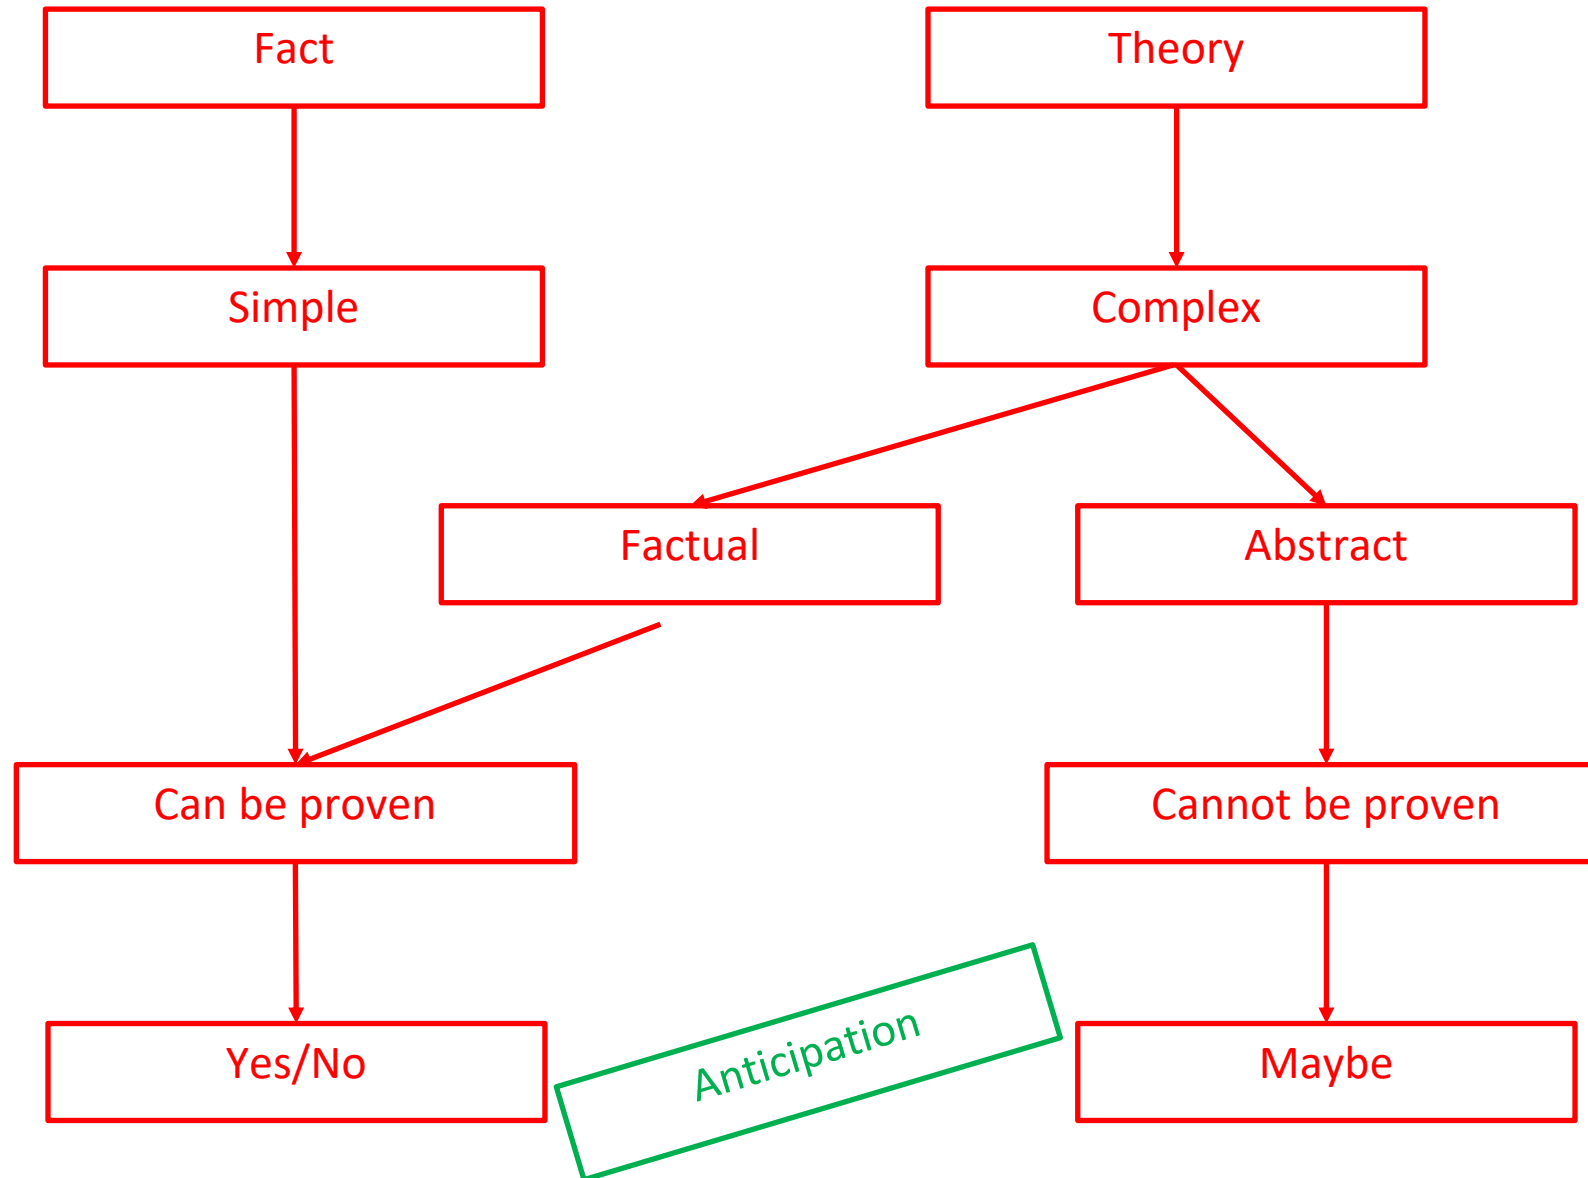 Fact
Theory
Simple
Complex
Factual
Abstract
Can be proven
Cannot be proven
Yes/No
Anticipation
Maybe